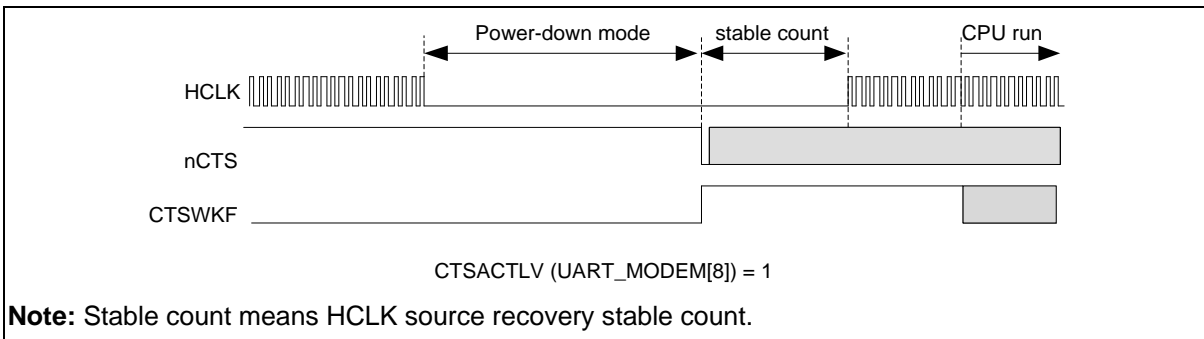 Power-down mode stable count CPU run
HCLK
nCTS
CTSWKF
CTSACTLV (UART_MODEM[8]) = 1
Note: Stable count means HCLK source recovery stable count.